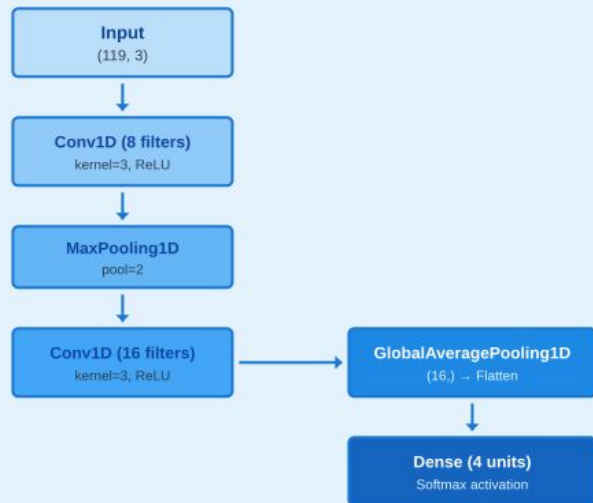 Input
(119, 3)
Conv1D (8 filters)
kernel=3, ReLU
MaxPooling1D
pool=2
Conv1D (16 filters)
kernel=3, ReLU
GlobalAveragePooling1D
(16,) → Flatten
Dense (4 units)
Softmax activation